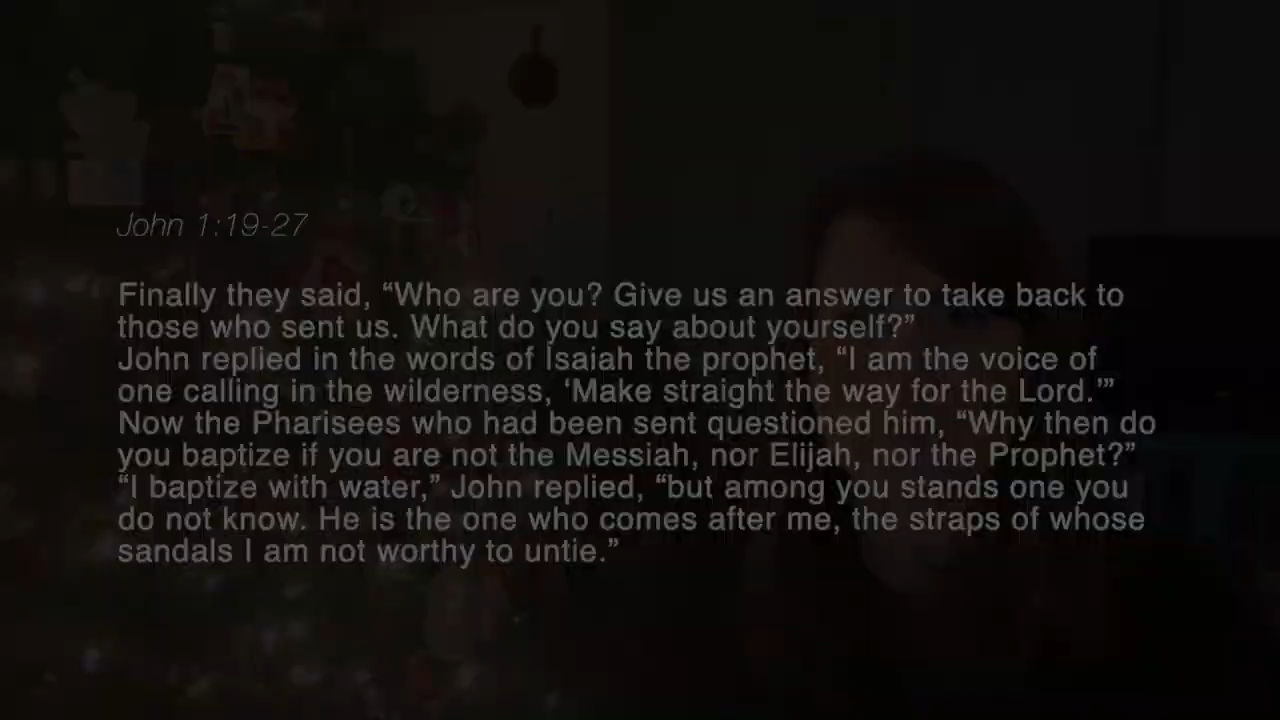 John 1:19-27
Finally they said, “Who are you? Give us an answer to take back to
those who sent us. What do you say about yourself?”
John replied in the words of Isaiah the prophet, “I am the voice of
one calling in the wilderness, ‘Make straight the way for the Lord.’”
Now the Pharisees who had been sent questioned him, “Why then do
you baptize if you are not the Messiah, nor Elijah, nor the Prophet?”
“I baptize with water,” John replied, “but among you stands one you
do not know. He is the one who comes after me, the straps of whose
sandals I am not worthy to untie.”